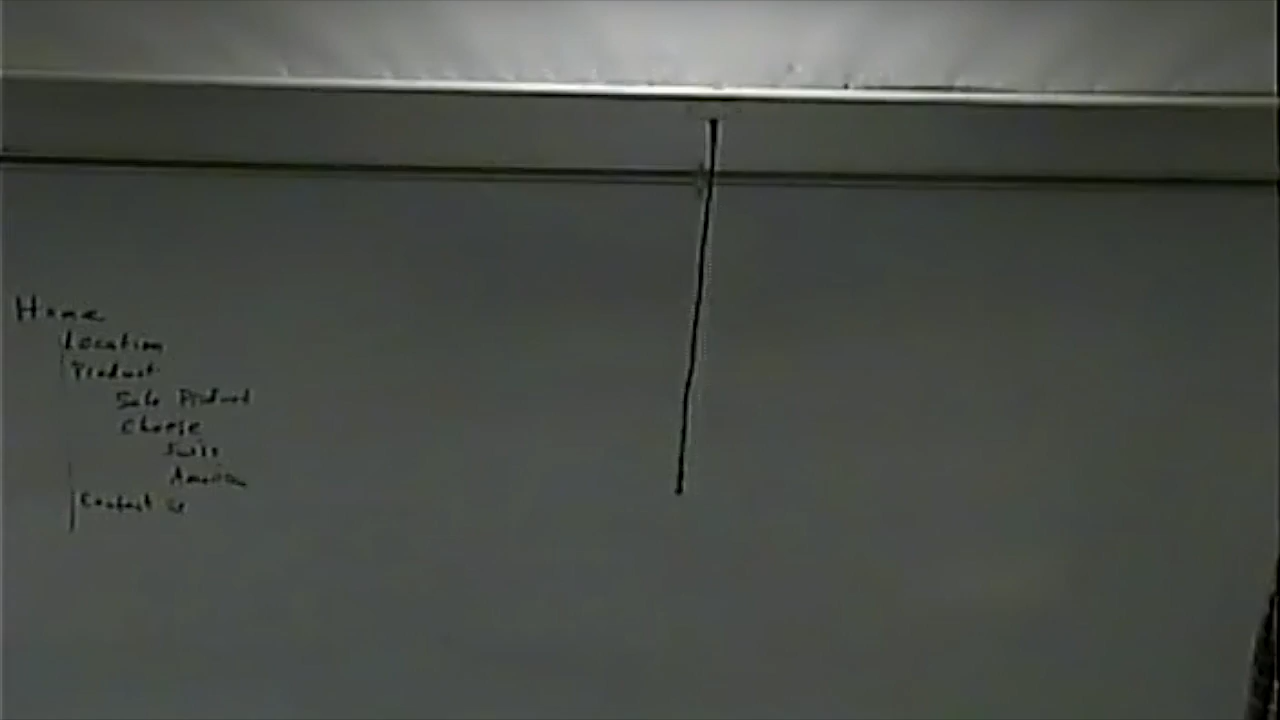 Home
Location
Product
Sale Product
Cheese
Swiss
American
Contact us